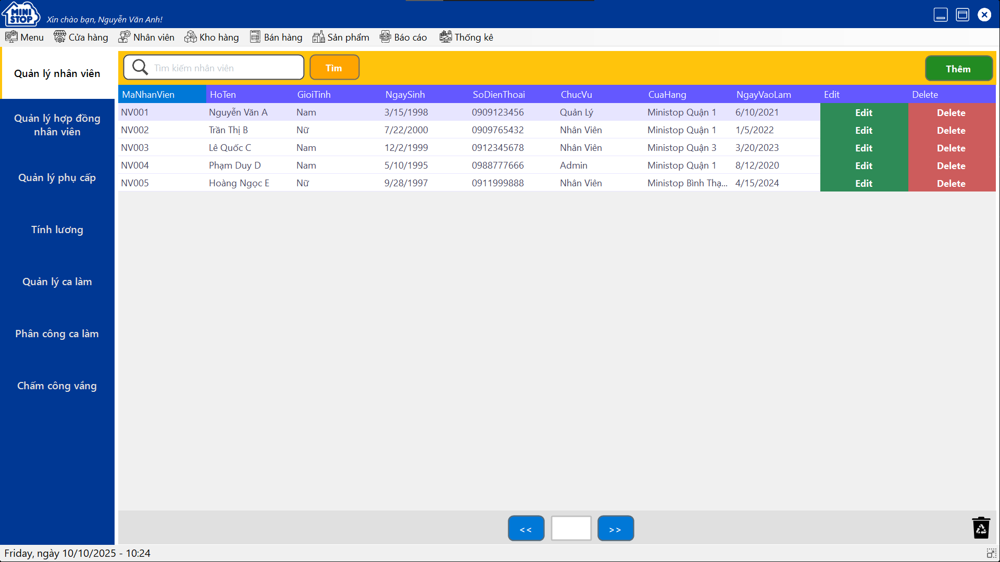 MINI
STOP
Xin chào bạn, Nguyễn Văn Anh!
Menu Cửa hàng Nhân viên Kho hàng Bán hàng Sản phẩm Báo cáo Thống kê
Quản lý nhân viên
Quản lý hợp đồng
nhân viên
Quản lý phụ cấp
Tính lương
Quản lý ca làm
Phân công ca làm
Chấm công vắng
Tìm kiếm nhân viên Tìm Thêm
MaNhanVien HoTen GioiTinh NgaySinh SoDienThoai ChucVu CuaHang NgayVaoLam Edit Delete
NV001 Nguyễn Văn A Nam 3/15/1998 0909123456 Quản Lý Ministop Quận 1 6/10/2021 Edit Delete
NV002 Trần Thị B Nữ 7/22/2000 0909765432 Nhân Viên Ministop Quận 1 1/5/2022 Edit Delete
NV003 Lê Quốc C Nam 12/2/1999 0912345678 Nhân Viên Ministop Quận 3 3/20/2023 Edit Delete
NV004 Phạm Duy D Nam 5/10/1995 0988777666 Admin Ministop Quận 1 8/12/2020 Edit Delete
NV005 Hoàng Ngọc E Nữ 9/28/1997 0911999888 Nhân Viên Ministop Bình Thạ... 4/15/2024 Edit Delete
<< >>
Friday, ngày 10/10/2025 - 10:24